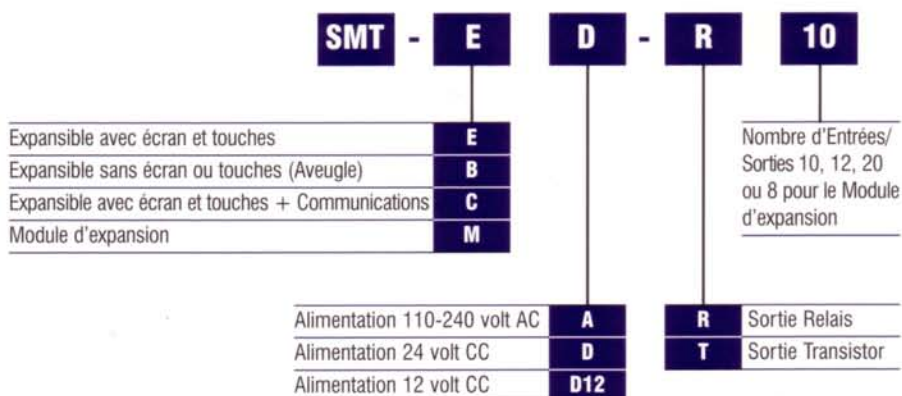 SMT - E D - R 10
Expansible avec écran et touches E
Expansible sans écran ou touches (Aveugle) B
Expansible avec écran et touches + Communications C
Module d'expansion M
Nombre d'Entrées/
Sorties 10, 12, 20
ou 8 pour le Module
d'expansion
Alimentation 110-240 volt AC A
Alimentation 24 volt CC D
Alimentation 12 volt CC D12
R Sortie Relais
T Sortie Transistor